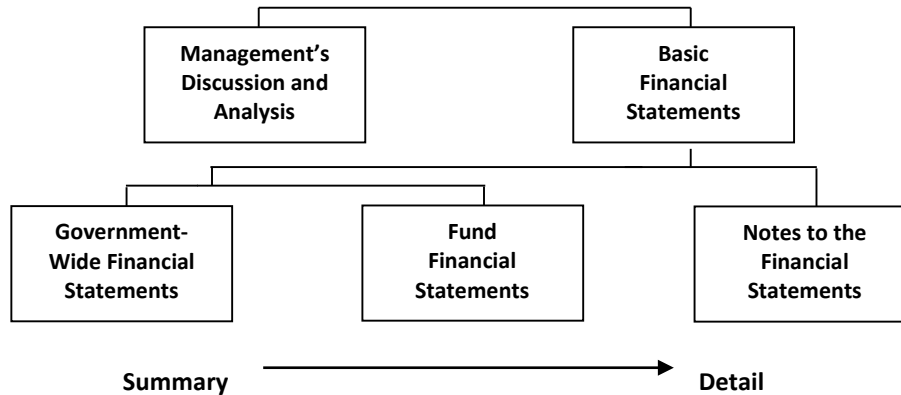 Management’s
Discussion and
Analysis
Basic
Financial
Statements
Government-
Wide Financial
Statements
Fund
Financial
Statements
Notes to the
Financial
Statements
Summary
Detail